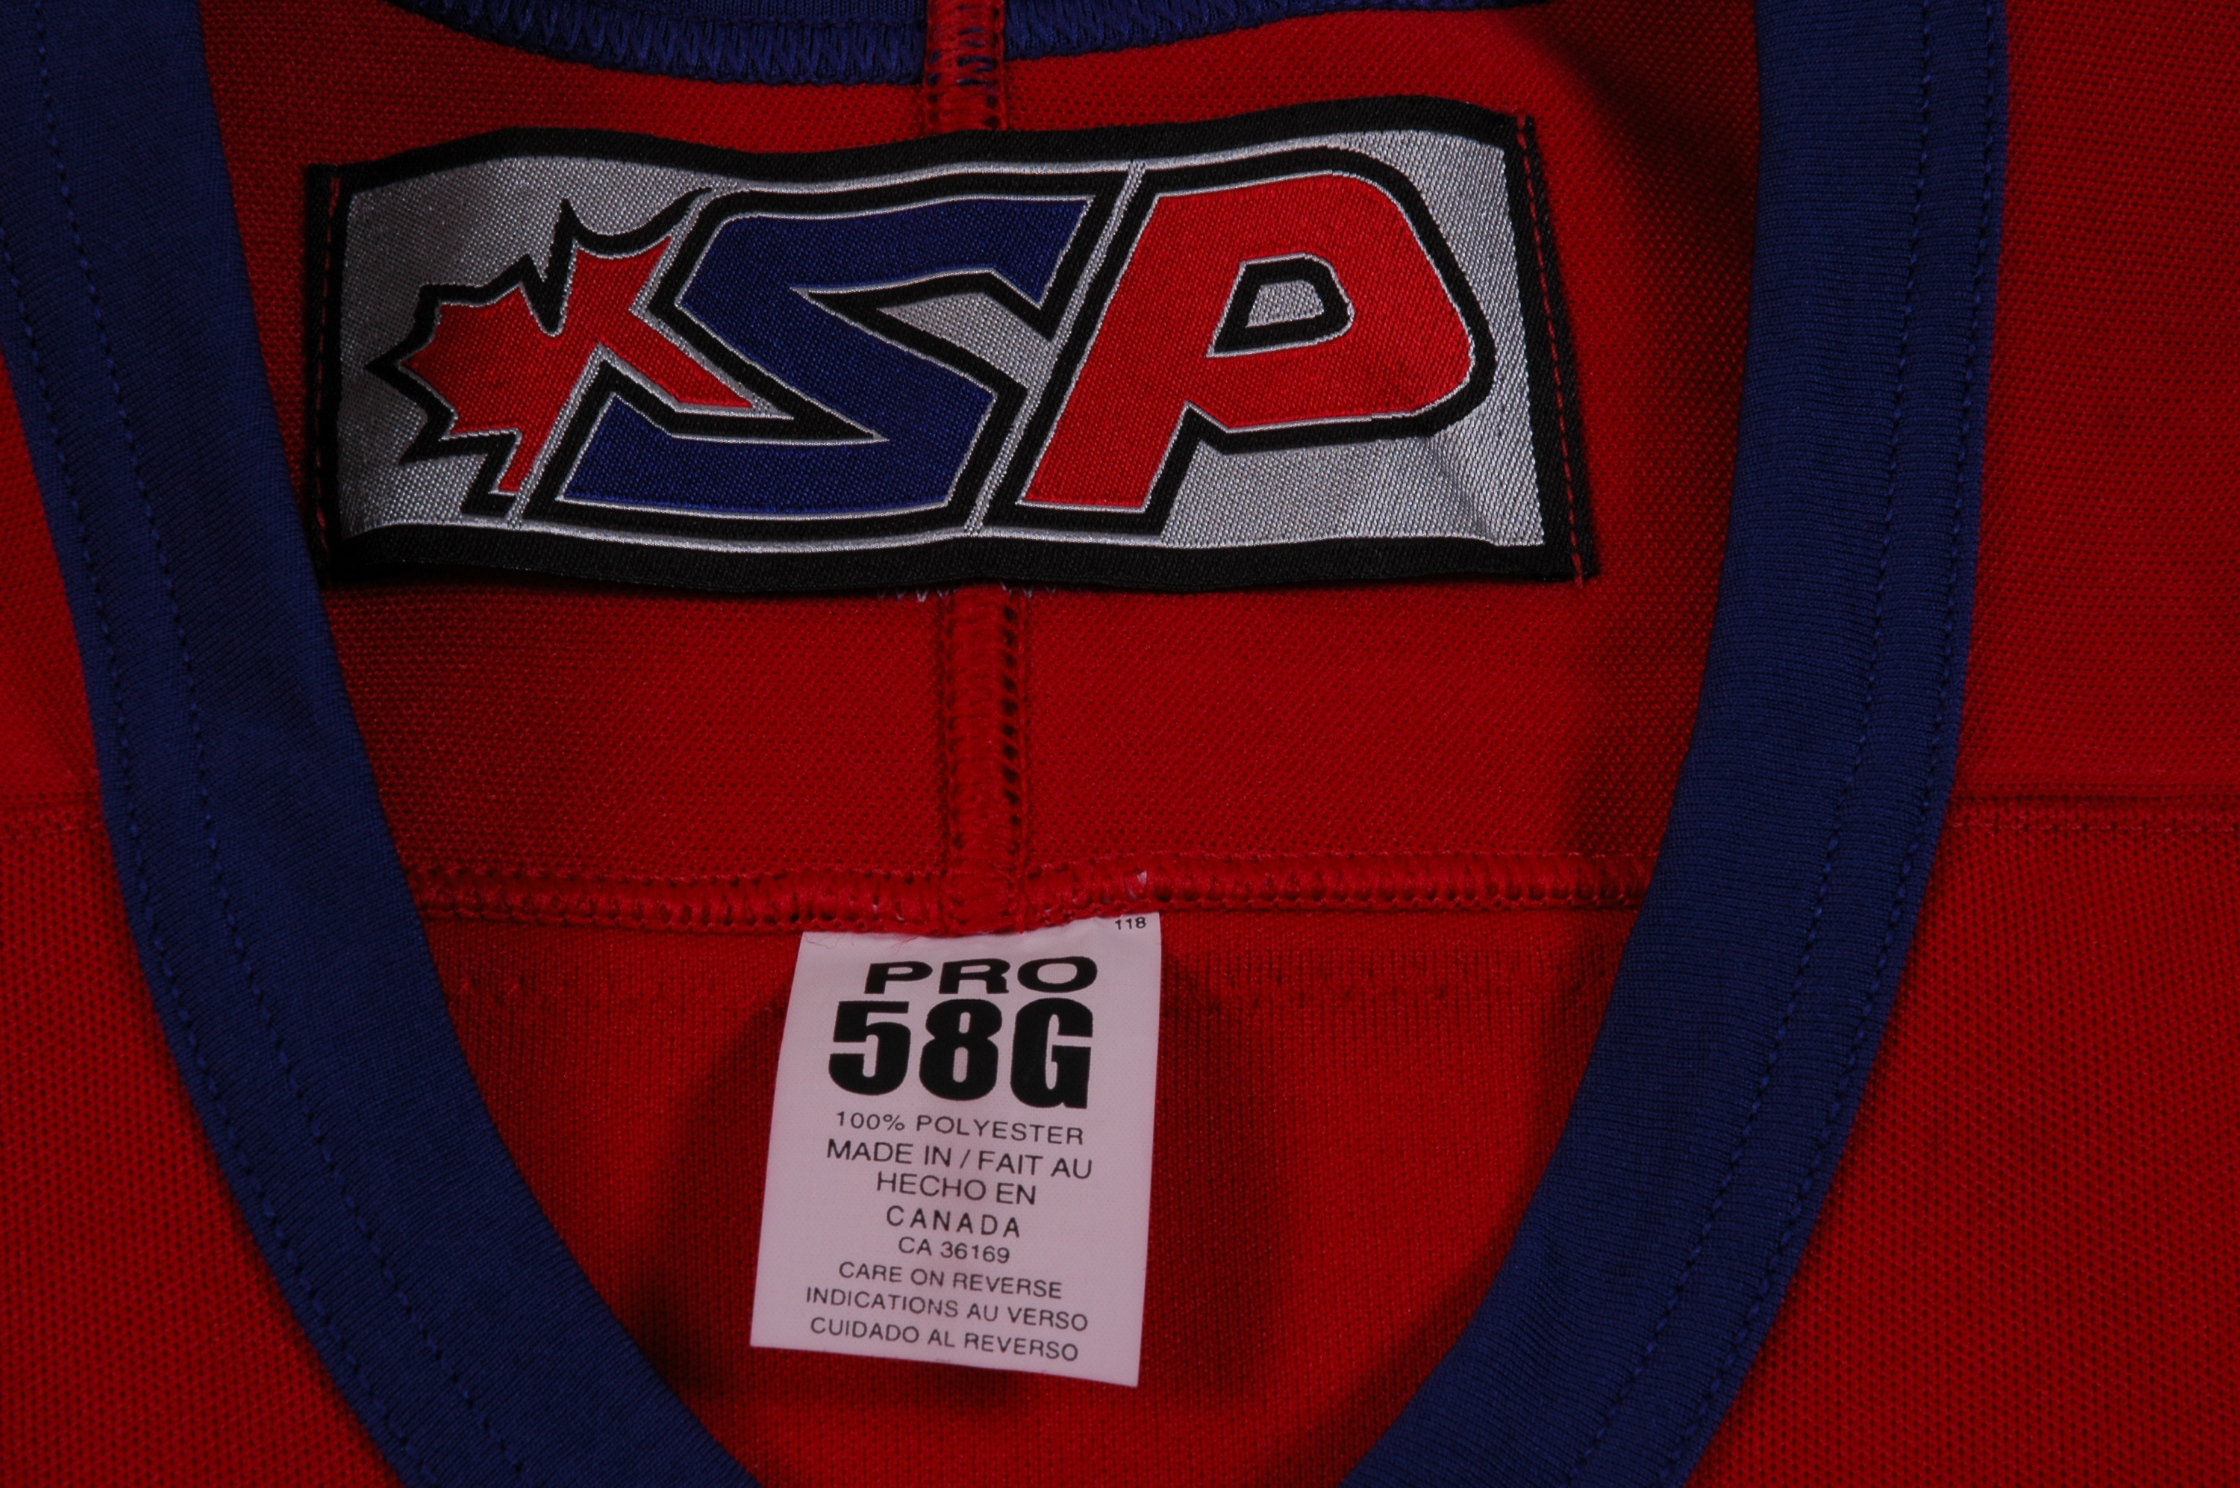 KSP
118
PRO
58G
100% POLYESTER
MADE IN / FAIT AU
HECHO EN
CANADA
CA 36169
CARE ON REVERSE
INDICATIONS AU VERSO
CUIDADO AL REVERSO